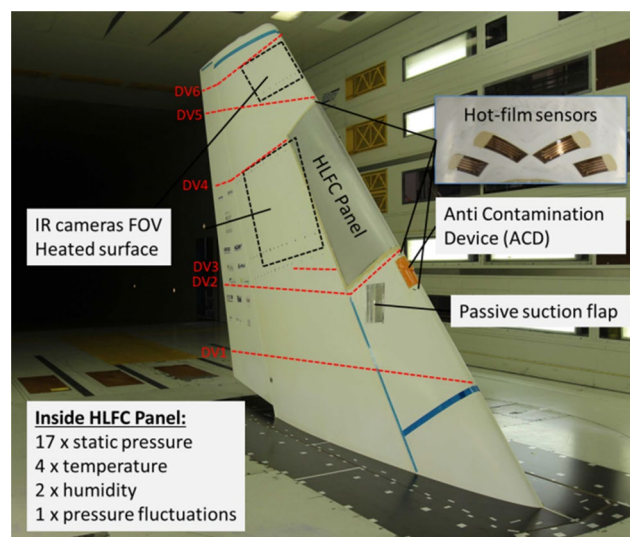 DV6
DV5
Hot-film sensors
HLFC Panel
DV4
IR cameras FOV
Heated surface
Anti Contamination
Device (ACD)
DV3
DV2
Passive suction flap
DV1
Inside HLFC Panel:
17 x static pressure
4 x temperature
2 x humidity
1 x pressure fluctuations